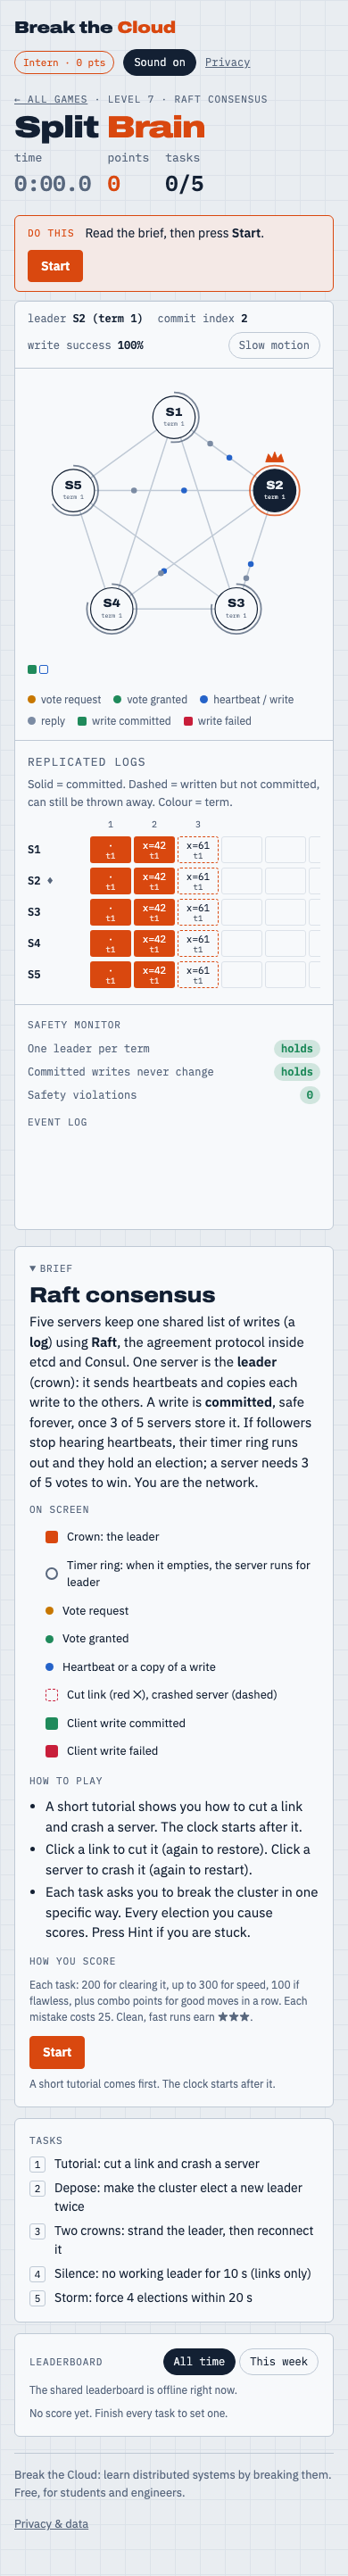 Break the Cloud
Intern · 0 pts
Sound on
Privacy
← ALL GAMES · LEVEL 7 · RAFT CONSENSUS
Split Brain
time points tasks
0:00.0 0 0/5
DO THIS Read the brief, then press Start.
Start
leader S2 (term 1) commit index 2
write success 100%
Slow motion
S1
term 1
S5
term 1
S2
term 1
S4
term 1
S3
term 1
vote request
vote granted
heartbeat / write
reply
write committed
write failed
REPLICATED LOGS
Solid = committed. Dashed = written but not committed,
can still be thrown away. Colour = term.
1 2 3
S1 · t1 x=42 t1 x=61 t1
S2 ♦ · t1 x=42 t1 x=61 t1
S3 · t1 x=42 t1 x=61 t1
S4 · t1 x=42 t1 x=61 t1
S5 · t1 x=42 t1 x=61 t1
SAFETY MONITOR
One leader per term holds
Committed writes never change holds
Safety violations 0
EVENT LOG
▼ BRIEF
Raft consensus
Five servers keep one shared list of writes (a
log) using Raft, the agreement protocol inside
etcd and Consul. One server is the leader
(crown): it sends heartbeats and copies each
write to the others. A write is committed, safe
forever, once 3 of 5 servers store it. If followers
stop hearing heartbeats, their timer ring runs
out and they hold an election; a server needs 3
of 5 votes to win. You are the network.
ON SCREEN
Crown: the leader
Timer ring: when it empties, the server runs for
leader
Vote request
Vote granted
Heartbeat or a copy of a write
Cut link (red ✕), crashed server (dashed)
Client write committed
Client write failed
HOW TO PLAY
• A short tutorial shows you how to cut a link
and crash a server. The clock starts after it.
• Click a link to cut it (again to restore). Click a
server to crash it (again to restart).
• Each task asks you to break the cluster in one
specific way. Every election you cause
scores. Press Hint if you are stuck.
HOW YOU SCORE
Each task: 200 for clearing it, up to 300 for speed, 100 if
flawless, plus combo points for good moves in a row. Each
mistake costs 25. Clean, fast runs earn ★★★.
Start
A short tutorial comes first. The clock starts after it.
TASKS
1 Tutorial: cut a link and crash a server
2 Depose: make the cluster elect a new leader
twice
3 Two crowns: strand the leader, then reconnect
it
4 Silence: no working leader for 10 s (links only)
5 Storm: force 4 elections within 20 s
LEADERBOARD
All time
This week
The shared leaderboard is offline right now.
No score yet. Finish every task to set one.
Break the Cloud: learn distributed systems by breaking them.
Free, for students and engineers.
Privacy & data